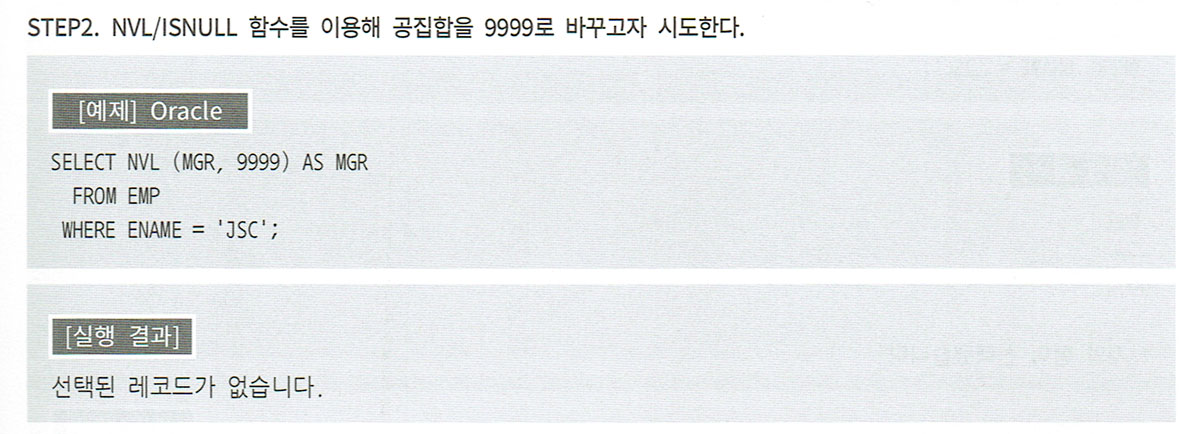 STEP2. NVL/ISNULL 함수를 이용해 공집합을 9999로 바꾸고자 시도한다.
[예제] Oracle
SELECT NVL (MGR, 9999) AS MGR
FROM EMP
WHERE ENAME = 'JSC';
[실행 결과]
선택된 레코드가 없습니다.